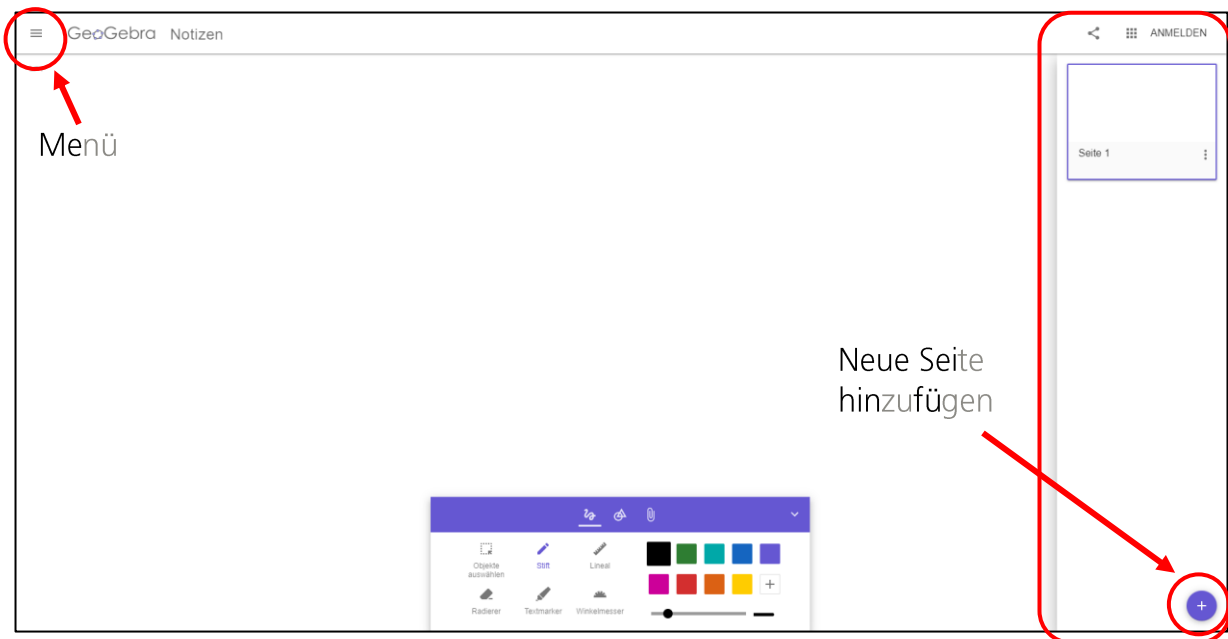 GeoGebra Notizen
ANMELDEN
Menü
Seite 1
Neue Seite
hinzufügen
Objekte
auswählen
Stift
Lineal
Radierer
Textmarker
Winkelmesser